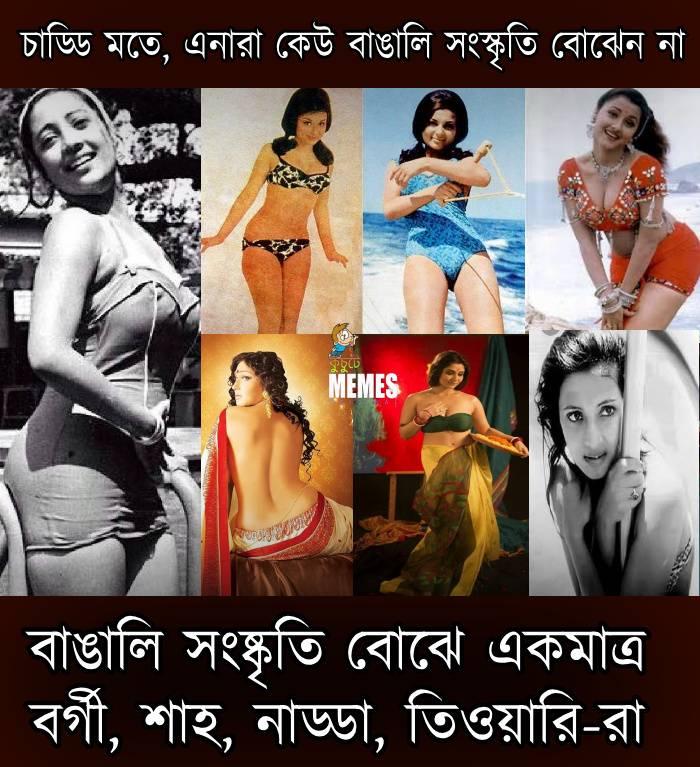 চাড্ডি মতে, এনারা কেউ বাঙালি সংস্কৃতি বোঝেন না
কুচুটে
MEMES
বাঙালি সংষ্কৃতি বোঝে একমাত্র
বর্গী, শাহ, নাড্ডা, তিওয়ারি-রা